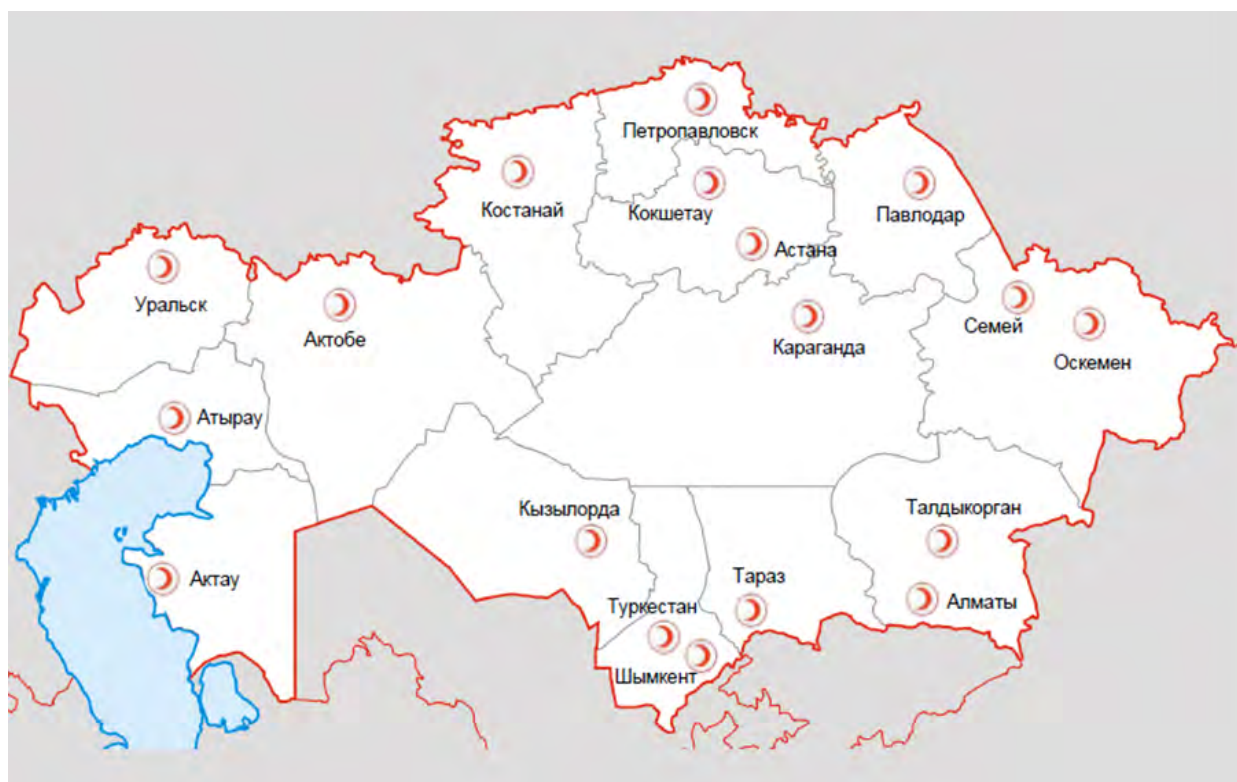 Петропавловск
Костанай
Кокшетау
Павлодар
Астана
Уральск
Актобе
Караганда
Семей
Оскемен
Атырау
Кызылорда
Талдыкорган
Актау
Тараз
Алматы
Туркестан
Шымкент